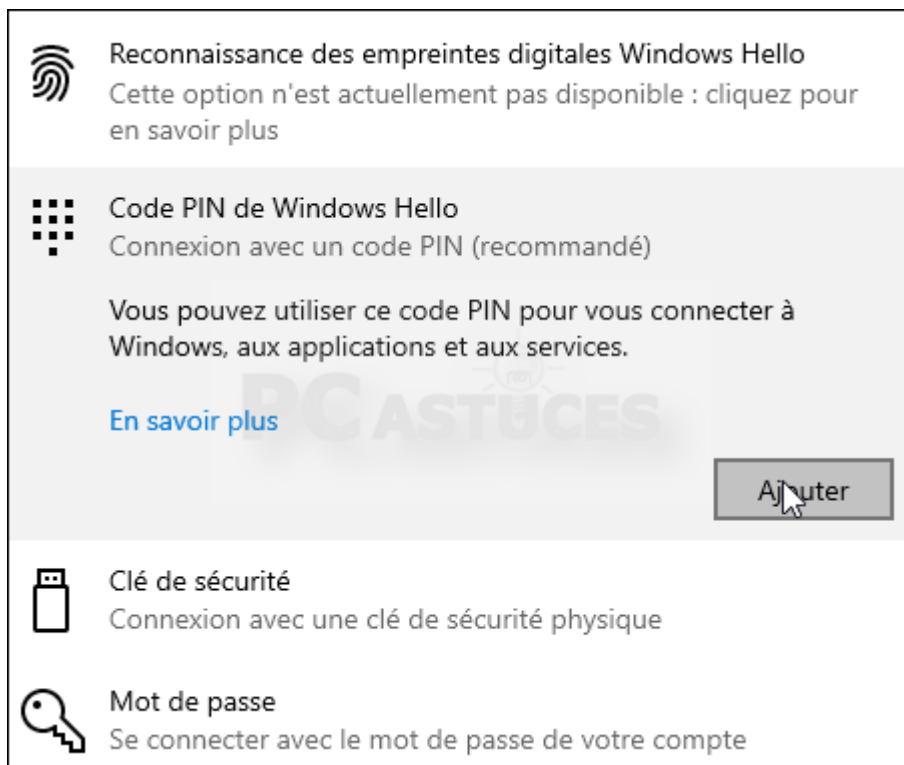 Reconnaissance des empreintes digitales Windows Hello
Cette option n'est actuellement pas disponible : cliquez pour
en savoir plus
Code PIN de Windows Hello
Connexion avec un code PIN (recommandé)
Vous pouvez utiliser ce code PIN pour vous connecter à
Windows, aux applications et aux services.
PC ASTUCES
En savoir plus
Ajouter
Clé de sécurité
Connexion avec une clé de sécurité physique
Mot de passe
Se connecter avec le mot de passe de votre compte